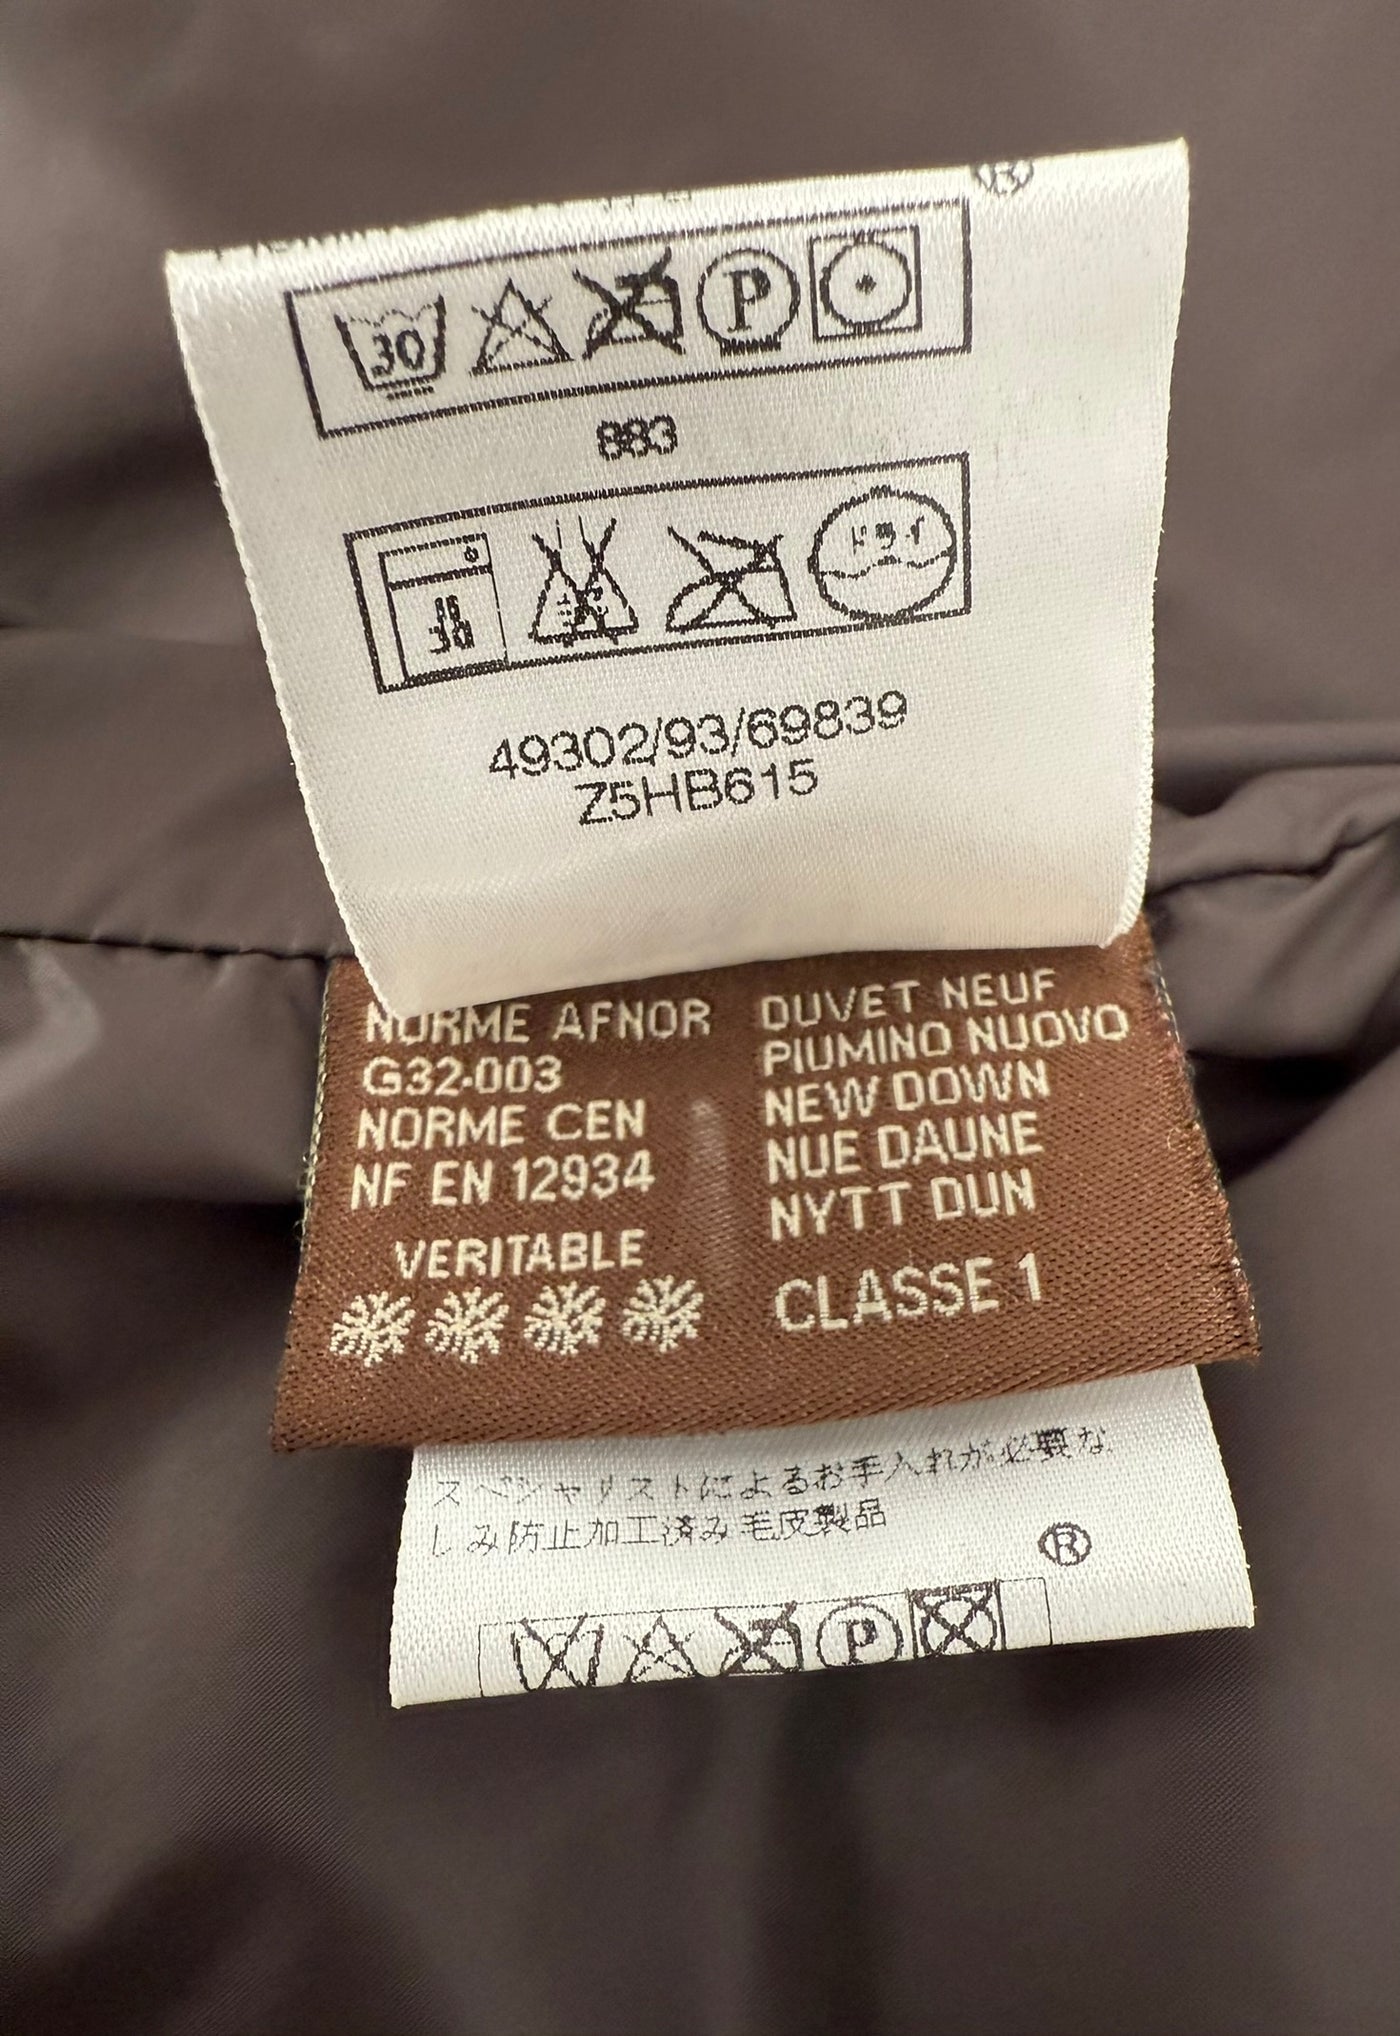 ®
30
P
883
弱
30
49302/93/69839
Z5HB615
NORME AFNOR
G32-003
NORME CEN
NF EN 12934
VERITABLE
DUVET NEUF
PIUMINO NUOVO
NEW DOWN
NUE DAUNE
NYTT DUN
CLASSE 1
スペシャリストによるお手入れが必要な
しみ防止加工済み毛皮製品
®
P